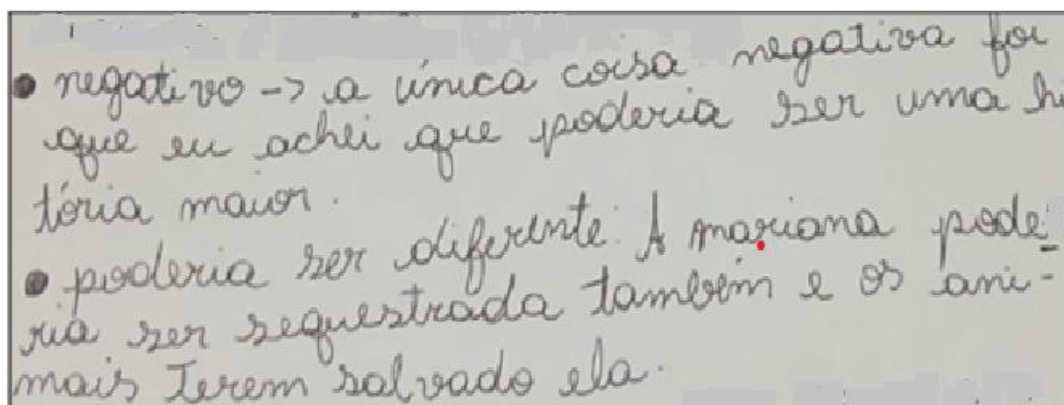 • negativo -> a única coisa negativa foi
que eu achei que poderia ser uma hi
tória maior.
• poderia ser diferente. A mariana pode
ria ser sequestrada também e os ani-
mais Terem salvado ela.